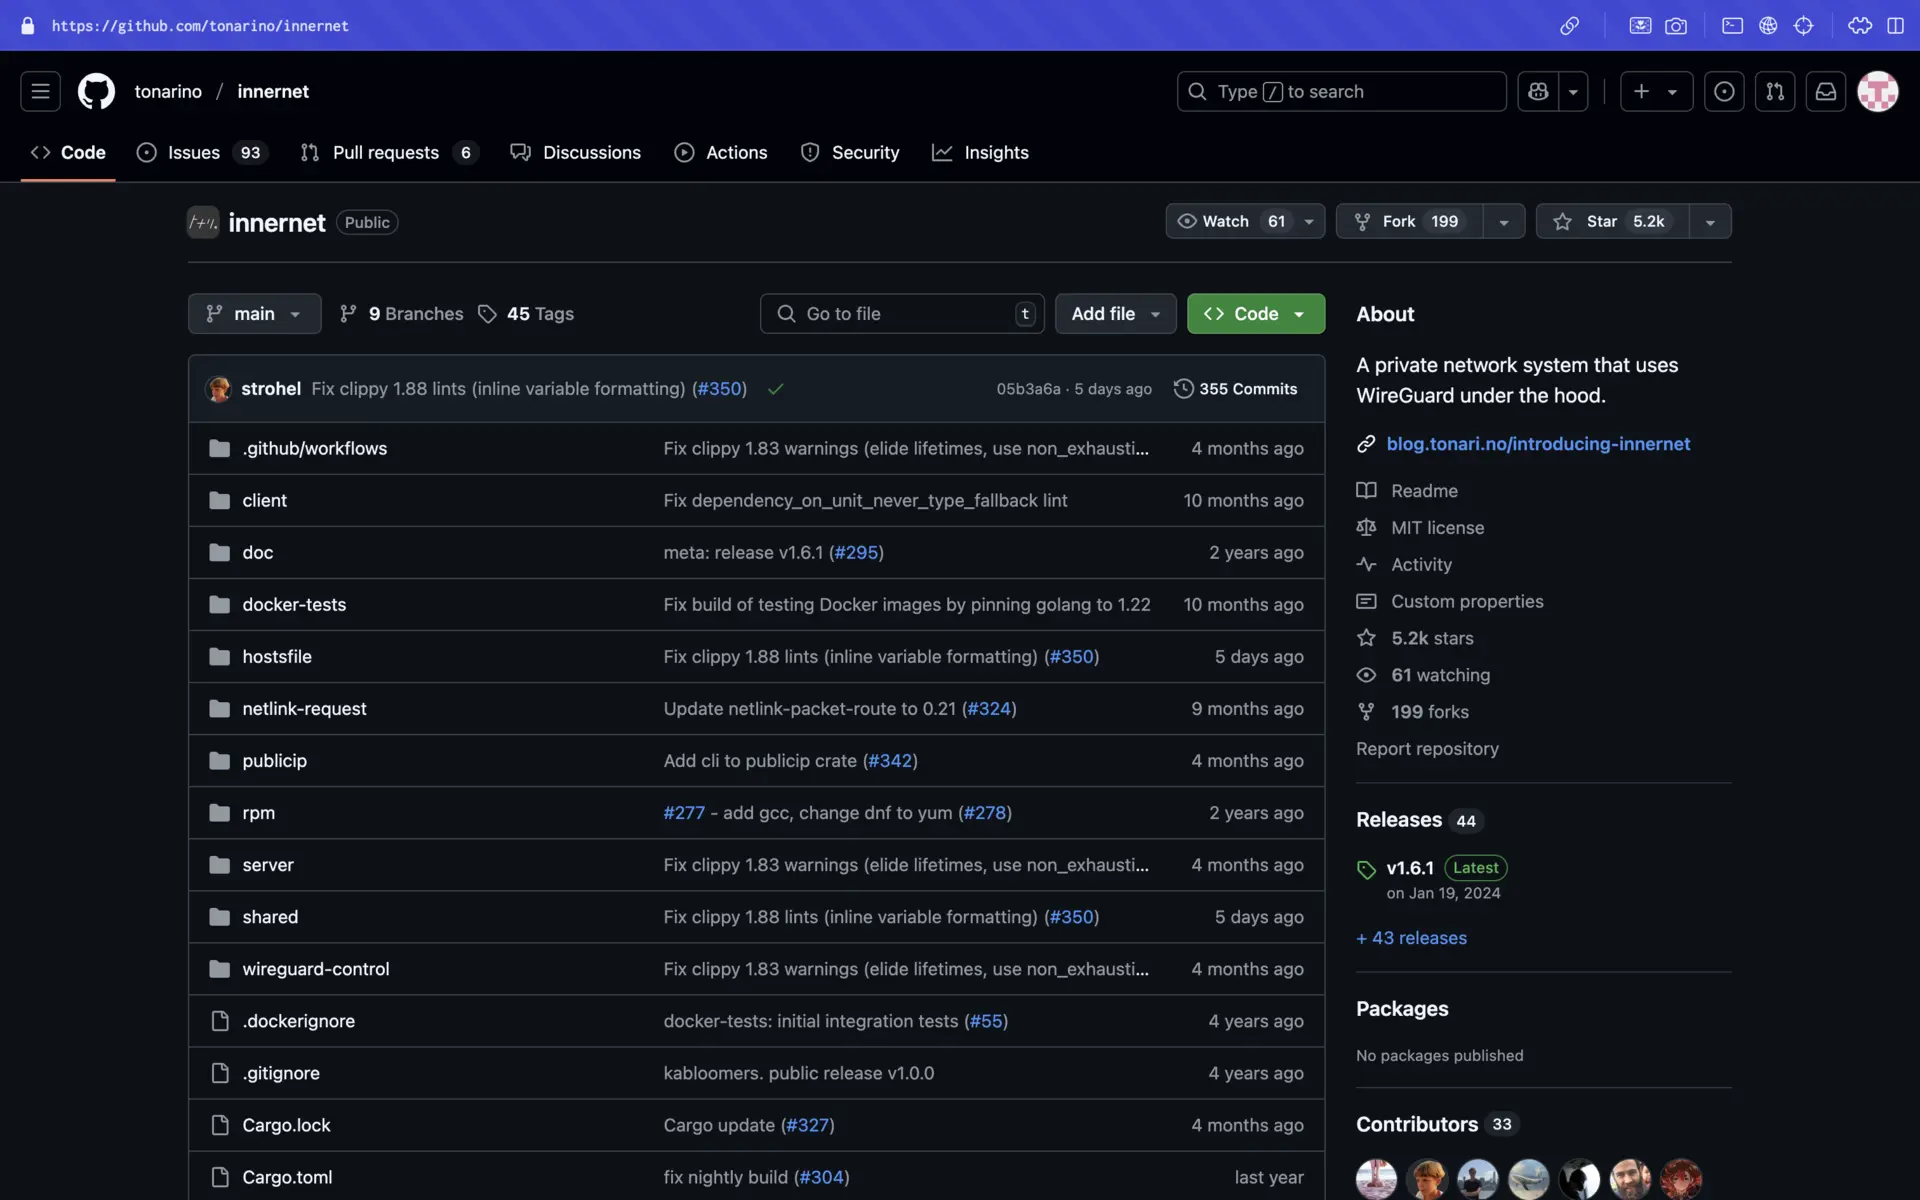 https://github.com/tonarino/innernet
tonarino / innernet
Type / to search
Code
Issues 93
Pull requests 6
Discussions
Actions
Security
Insights
innernet Public
Watch 61
Fork 199
Star 5.2k
main
9 Branches
45 Tags
Go to file t
Add file
Code
strohel Fix clippy 1.88 lints (inline variable formatting) (#350) 05b3a6a · 5 days ago 355 Commits
.github/workflows Fix clippy 1.83 warnings (elide lifetimes, use non_exhausti... 4 months ago
client Fix dependency_on_unit_never_type_fallback lint 10 months ago
doc meta: release v1.6.1 (#295) 2 years ago
docker-tests Fix build of testing Docker images by pinning golang to 1.22 10 months ago
hostsfile Fix clippy 1.88 lints (inline variable formatting) (#350) 5 days ago
netlink-request Update netlink-packet-route to 0.21 (#324) 9 months ago
publicip Add cli to publicip crate (#342) 4 months ago
rpm #277 - add gcc, change dnf to yum (#278) 2 years ago
server Fix clippy 1.83 warnings (elide lifetimes, use non_exhausti... 4 months ago
shared Fix clippy 1.88 lints (inline variable formatting) (#350) 5 days ago
wireguard-control Fix clippy 1.83 warnings (elide lifetimes, use non_exhausti... 4 months ago
.dockerignore docker-tests: initial integration tests (#55) 4 years ago
.gitignore kabloomers. public release v1.0.0 4 years ago
Cargo.lock Cargo update (#327) 4 months ago
Cargo.toml fix nightly build (#304) last year
About
A private network system that uses
WireGuard under the hood.
blog.tonari.no/introducing-innernet
Readme
MIT license
Activity
Custom properties
5.2k stars
61 watching
199 forks
Report repository
Releases 44
v1.6.1 Latest
on Jan 19, 2024
+ 43 releases
Packages
No packages published
Contributors 33